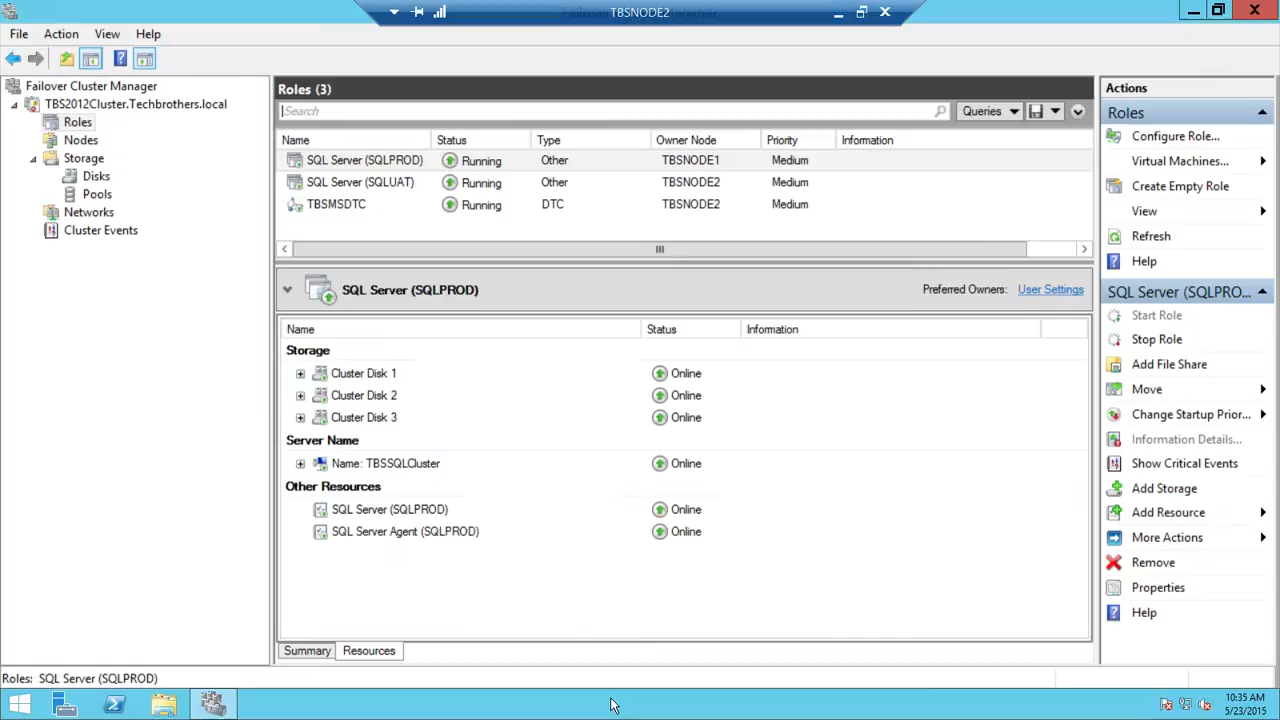 TBSNODE2
File Action View Help
Failover Cluster Manager
TBS2012Cluster.Techbrothers.local
Roles
Nodes
Storage
Disks
Pools
Networks
Cluster Events
Roles (3)
Search
Queries
Name Status Type Owner Node Priority Information
SQL Server (SQLPROD) Running Other TBSNODE1 Medium
SQL Server (SQLUAT) Running Other TBSNODE2 Medium
TBSMSDTC Running DTC TBSNODE2 Medium
SQL Server (SQLPROD) Preferred Owners: User Settings
Name Status Information
Storage
Cluster Disk 1 Online
Cluster Disk 2 Online
Cluster Disk 3 Online
Server Name
Name: TBSSQLCluster Online
Other Resources
SQL Server (SQLPROD) Online
SQL Server Agent (SQLPROD) Online
Summary Resources
Actions
Roles
Configure Role...
Virtual Machines...
Create Empty Role
View
Refresh
Help
SQL Server (SQLPRO...
Start Role
Stop Role
Add File Share
Move
Change Startup Prior...
Information Details...
Show Critical Events
Add Storage
Add Resource
More Actions
Remove
Properties
Help
Roles: SQL Server (SQLPROD)
10:35 AM
5/23/2015